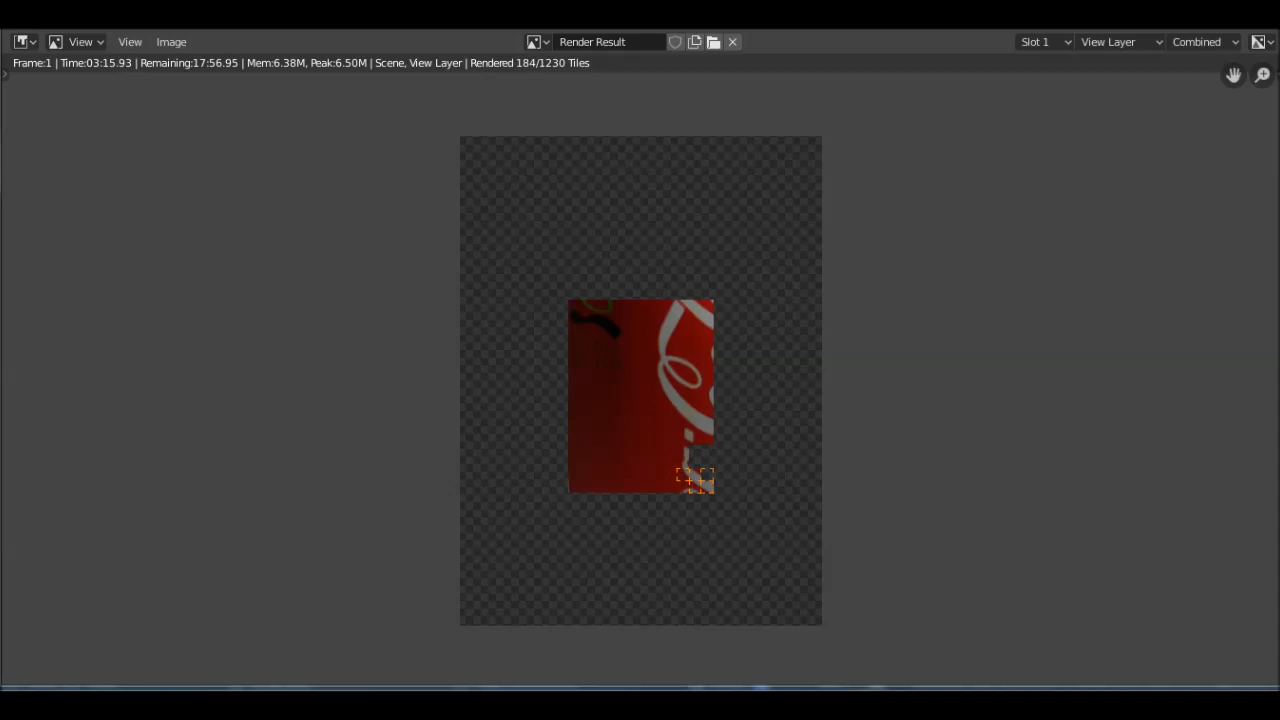 View View Image Render Result Slot 1 View Layer Combined
Frame:1 | Time:03:15.93 | Remaining:17:56.95 | Mem:6.38M, Peak:6.50M | Scene, View Layer | Rendered 184/1230 Tiles